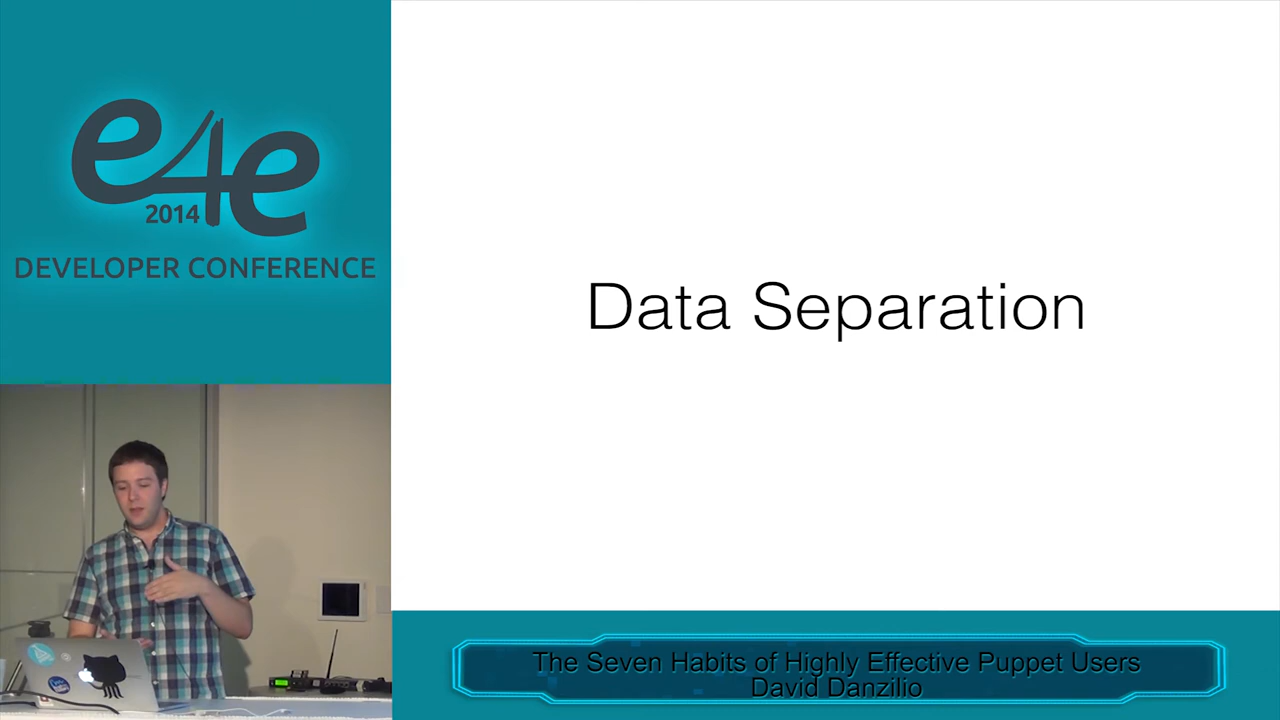 e4e
2014
DEVELOPER CONFERENCE
Data Separation
The Seven Habits of Highly Effective Puppet Users
David Danzilio